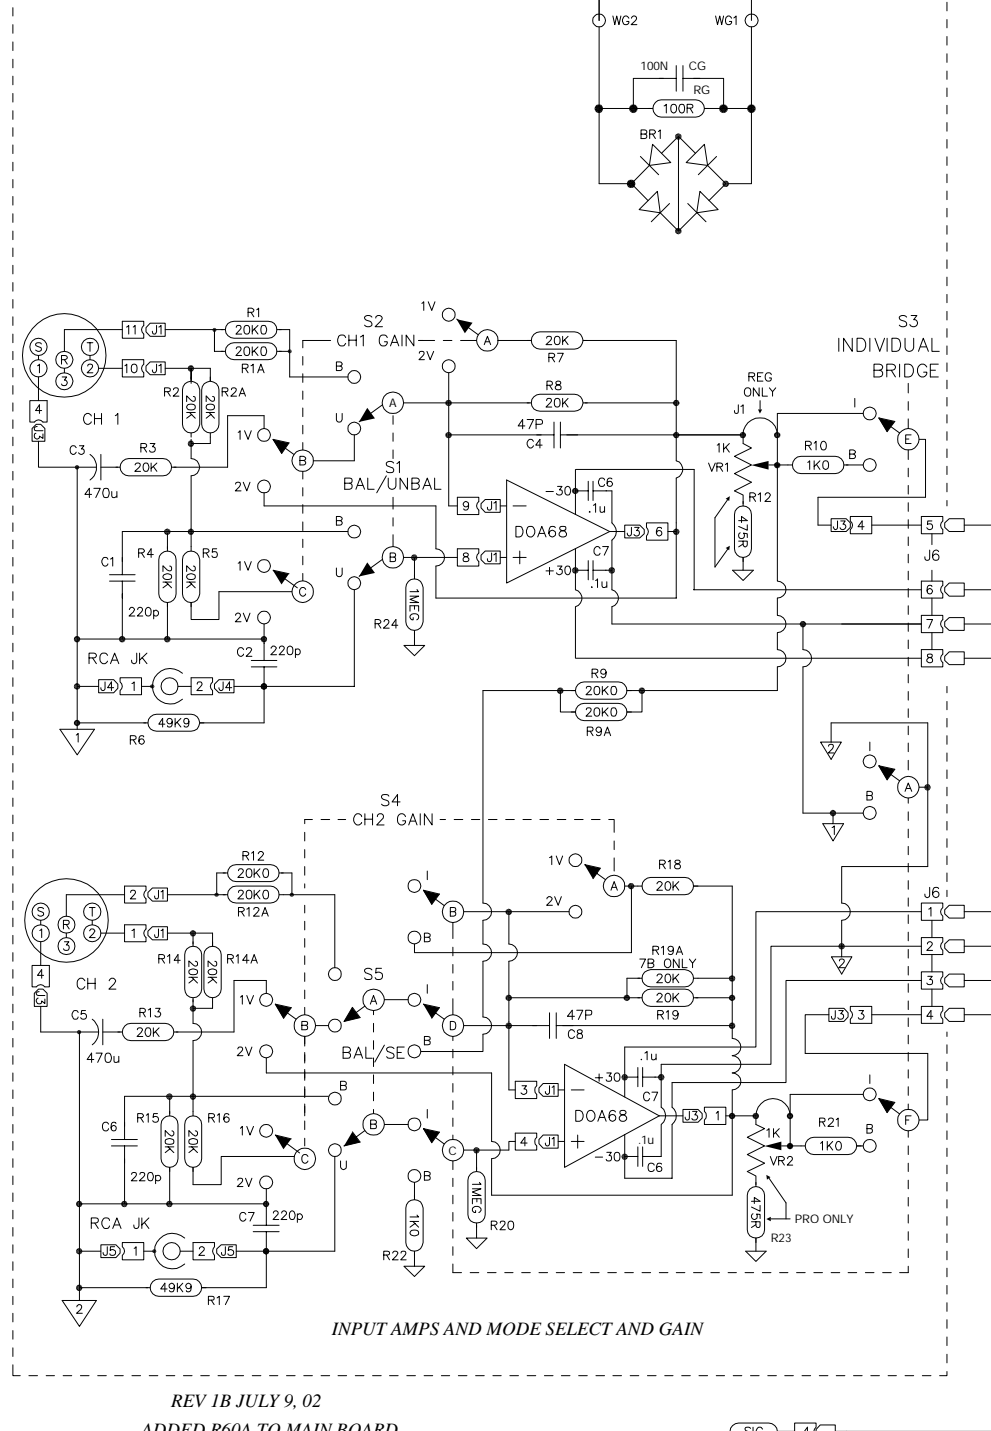 WG2 WG1
100N CG
RG
100R
BR1
1V
S2
CH1 GAIN
A
20K
R7
2V
S3
INDIVIDUAL
BRIDGE
R1
20K0
20K0
R1A
11 J1
10 J1
S 1
R 3
T 2
4
J3
CH 1
R2 R2A
20K 20K
B
U
A
R8
20K
REG
ONLY
J1
I
E
C3
470u
R3
20K
1V
B
2V
47P
C4
1K
VR1
R10
1K0
B
S1
BAL/UNBAL
-30 C6
.1u
R12
475R
9 J1 −
DOA68
J3 6
J3 4
5
J6
B
B
8 J1 +
C7
+30 .1u
C1
220p
R4 R5
20K 20K
1V
C
2V
U
1MEG
R24
6
7
8
C2 220p
RCA JK
J4 1 2 J4
49K9
R6
1
R9
20K0
20K0
R9A
2
I
A
B
1
S4
CH2 GAIN
R12
20K0
20K0
R12A
1V
A
R18
20K
2V
I
B
B
J6
1
2
3
4
2
2 J1
1 J1
S 1
R 3
T 2
4
J3
CH 2
R14 R14A
20K 20K
R19A
7B ONLY
20K
20K
R19
S5
A
I
D
B
BAL/SE
C5
470u
R13
20K
1V
B
2V
47P
C8
J3 3
+30 .1u
C7
3 J1 −
DOA68
J3 1
4 J1 +
-30 .1u
C6
1K
VR2
I
F
R21
1K0
B
C6
220p
R15 R16
20K 20K
B
B
U
1V
C
2V
I
C
B
1MEG
R20
1K0
R22
475R
R23
PRO ONLY
C7 220p
RCA JK
J5 1 2 J5
49K9
R17
2
INPUT AMPS AND MODE SELECT AND GAIN
REV 1B JULY 9, 02
ADDED R60A TO MAIN BOARD
SIG 4